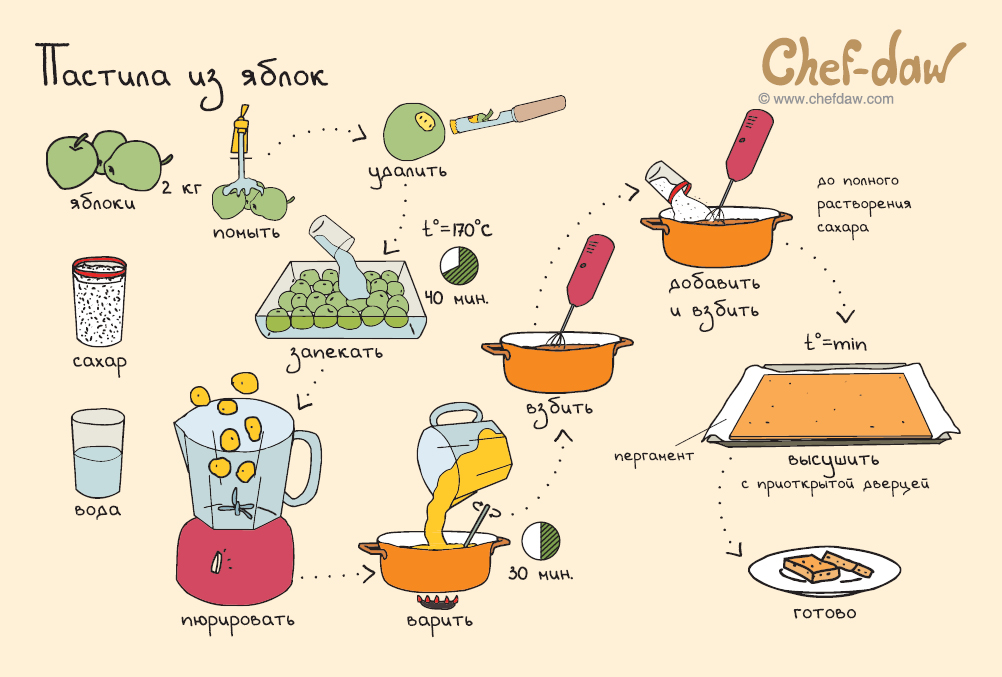 Пастила из яблок
Chef-daw
© www.chefdaw.com
яблоки
2 кг
помыть
удалить
t°=170°c
40 мин.
запекать
сахар
вода
пюрировать
варить
30 мин.
взбить
добавить
и взбить
до полного
растворения
сахара
t°=min
пергамент
высушить
с приоткрытой дверцей
готово